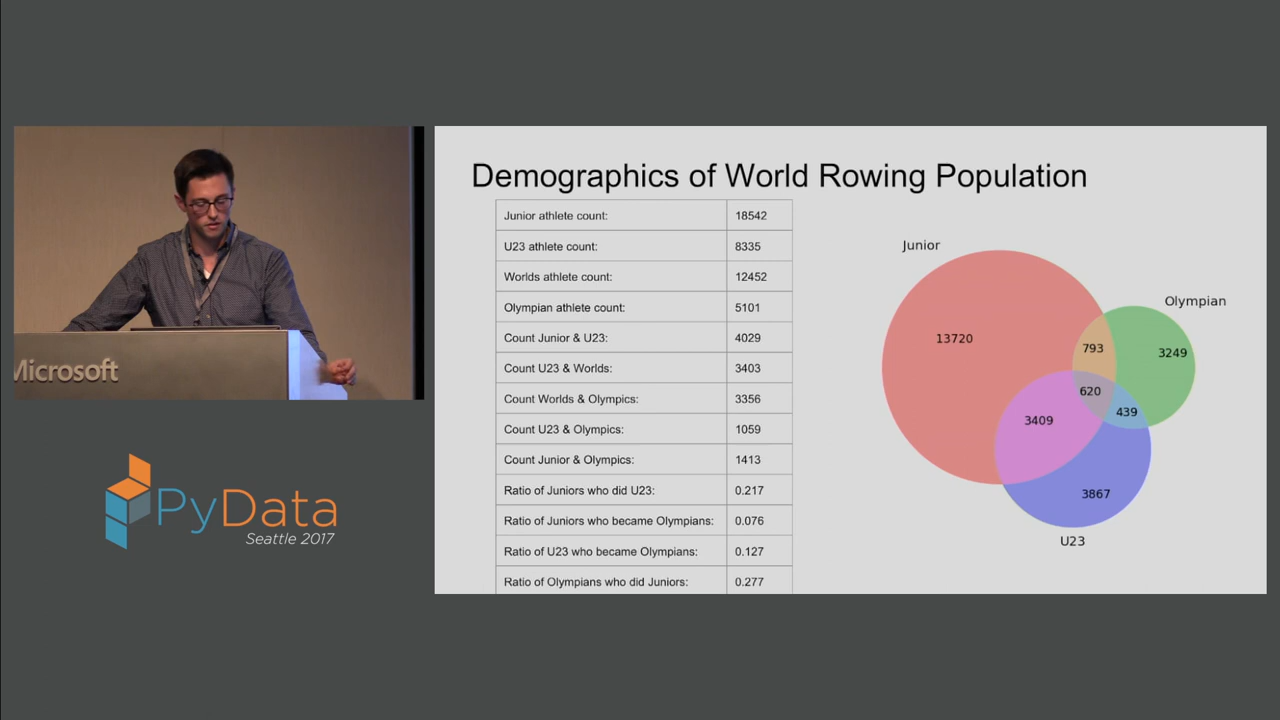 Demographics of World Rowing Population
Junior athlete count: 18542
U23 athlete count: 8335
Worlds athlete count: 12452
Olympian athlete count: 5101
Count Junior & U23: 4029
Count U23 & Worlds: 3403
Count Worlds & Olympics: 3356
Count U23 & Olympics: 1059
Count Junior & Olympics: 1413
Ratio of Juniors who did U23: 0.217
Ratio of Juniors who became Olympians: 0.076
Ratio of U23 who became Olympians: 0.127
Ratio of Olympians who did Juniors: 0.277
Junior
Olympian
13720
793
3249
620
439
3409
3867
U23
Microsoft
PyData
Seattle 2017